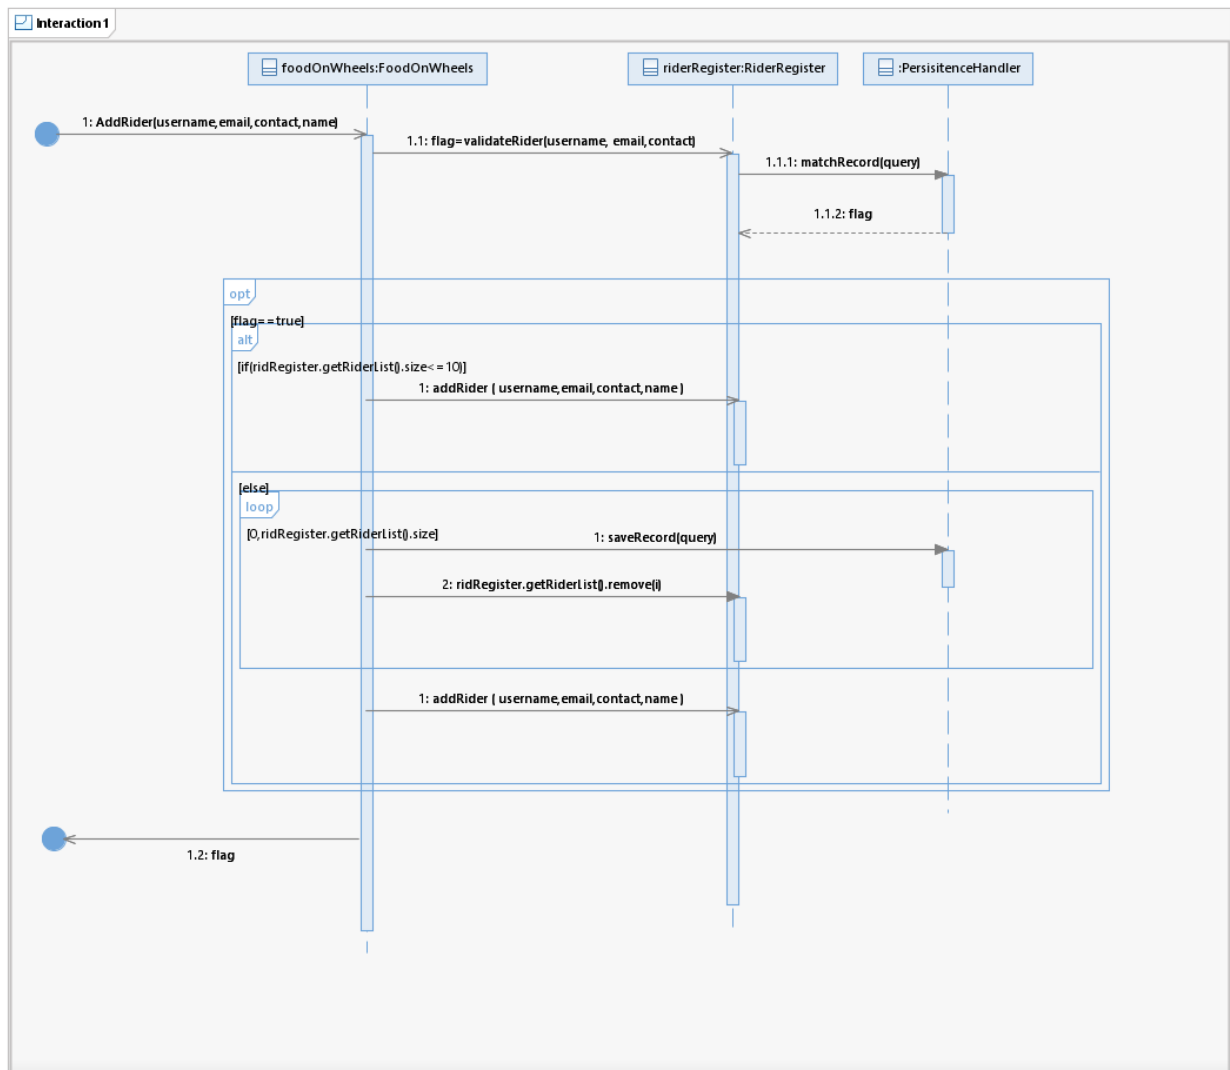 Interaction1
foodOnWheels:FoodOnWheels
riderRegister:RiderRegister
:PersisitenceHandler
1: AddRider(username,email,contact,name)
1.1: flag=validateRider(username, email,contact)
1.1.1: matchRecord(query)
1.1.2: flag
opt
[flag==true]
alt
[if(ridRegister.getRiderList().size<=10)]
1: addRider ( username,email,contact,name )
[else]
loop
[0,ridRegister.getRiderList().size]
1: saveRecord(query)
2: ridRegister.getRiderList().remove(i)
1: addRider ( username,email,contact,name )
1.2: flag